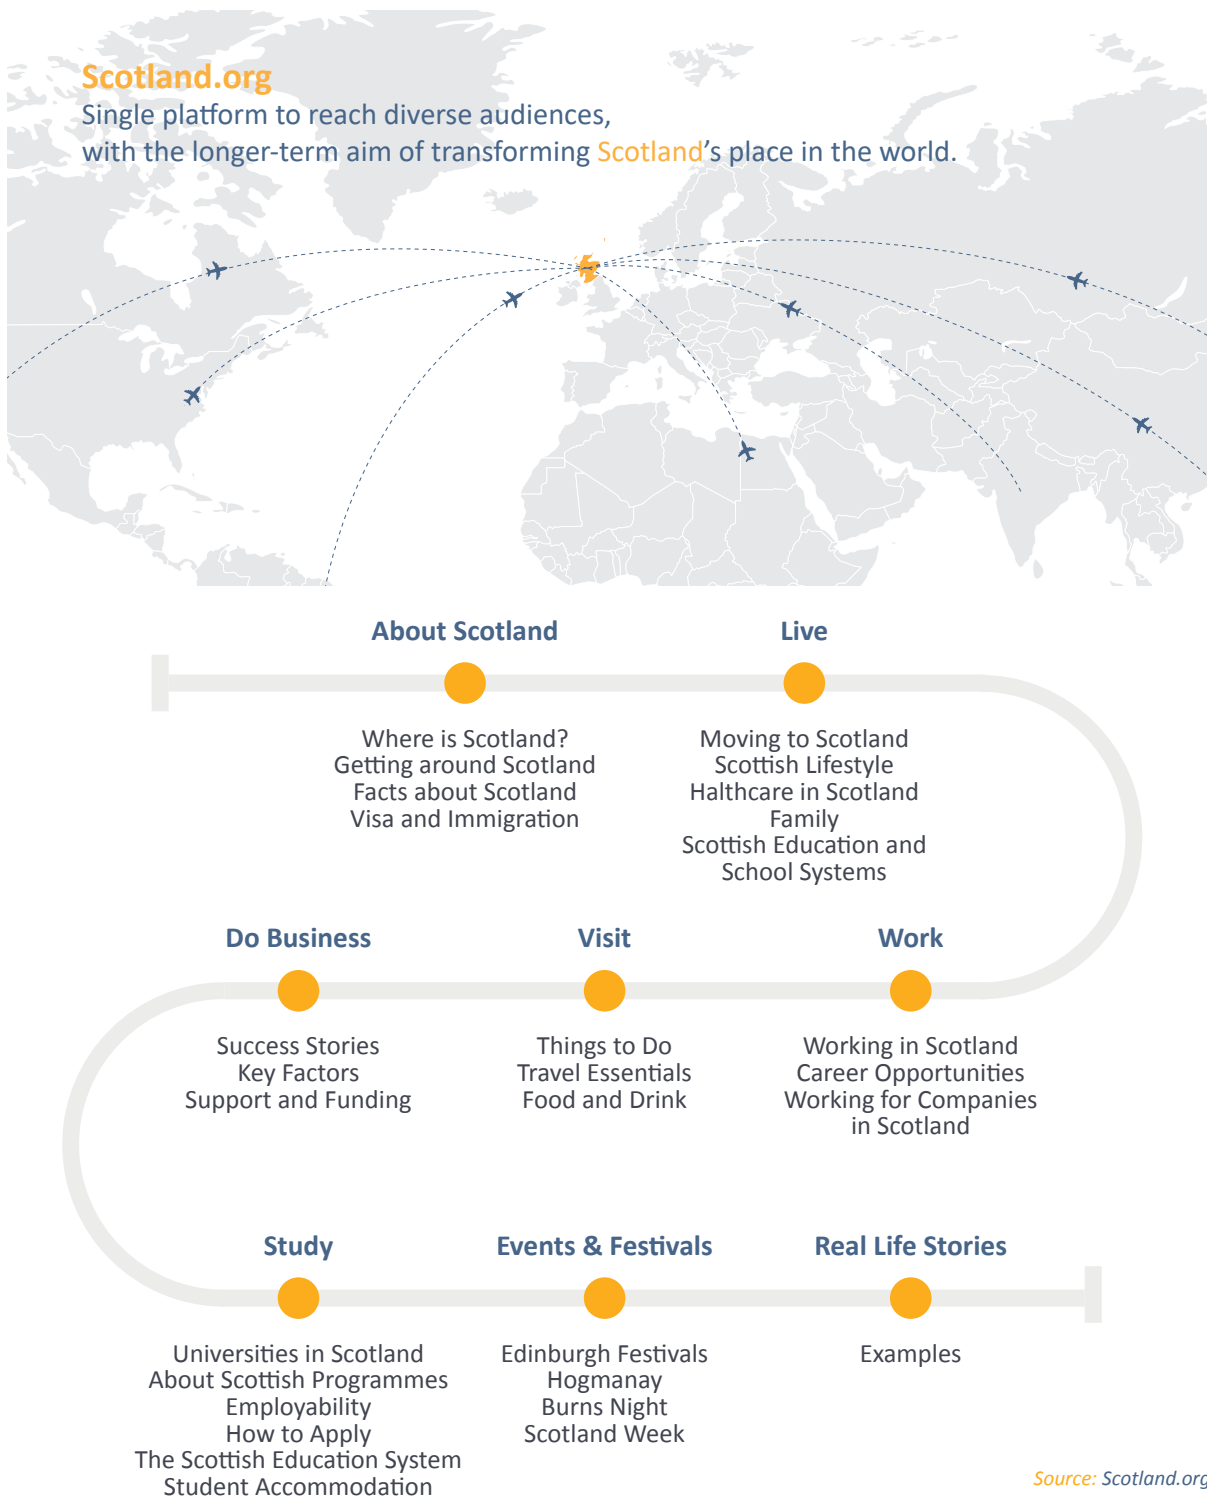 Scotland.org
Single platform to reach diverse audiences,
with the longer-term aim of transforming Scotland's place in the world.
About Scotland
Where is Scotland?
Getting around Scotland
Facts about Scotland
Visa and Immigration
Live
Moving to Scotland
Scottish Lifestyle
Halthcare in Scotland
Family
Scottish Education and
School Systems
Do Business
Success Stories
Key Factors
Support and Funding
Visit
Things to Do
Travel Essentials
Food and Drink
Work
Working in Scotland
Career Opportunities
Working for Companies
in Scotland
Study
Universities in Scotland
About Scottish Programmes
Employability
How to Apply
The Scottish Education System
Student Accommodation
Events & Festivals
Edinburgh Festivals
Hogmanay
Burns Night
Scotland Week
Real Life Stories
Examples
Source: Scotland.org